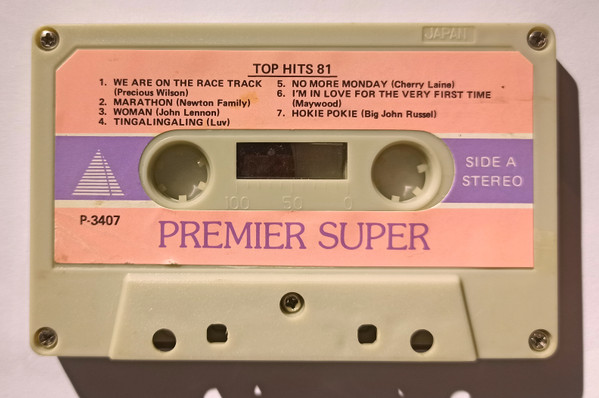 JAPAN
TOP HITS 81
1. WE ARE ON THE RACE TRACK
(Precious Wilson)
2. MARATHON (Newton Family)
3. WOMAN (John Lennon)
4. TINGALINGALING (Luv)
5. NO MORE MONDAY (Cherry Laine)
6. I'M IN LOVE FOR THE VERY FIRST TIME
(Maywood)
7. HOKIE POKIE (Big John Russel)
SIDE A
STEREO
100 50 0
P-3407
PREMIER SUPER